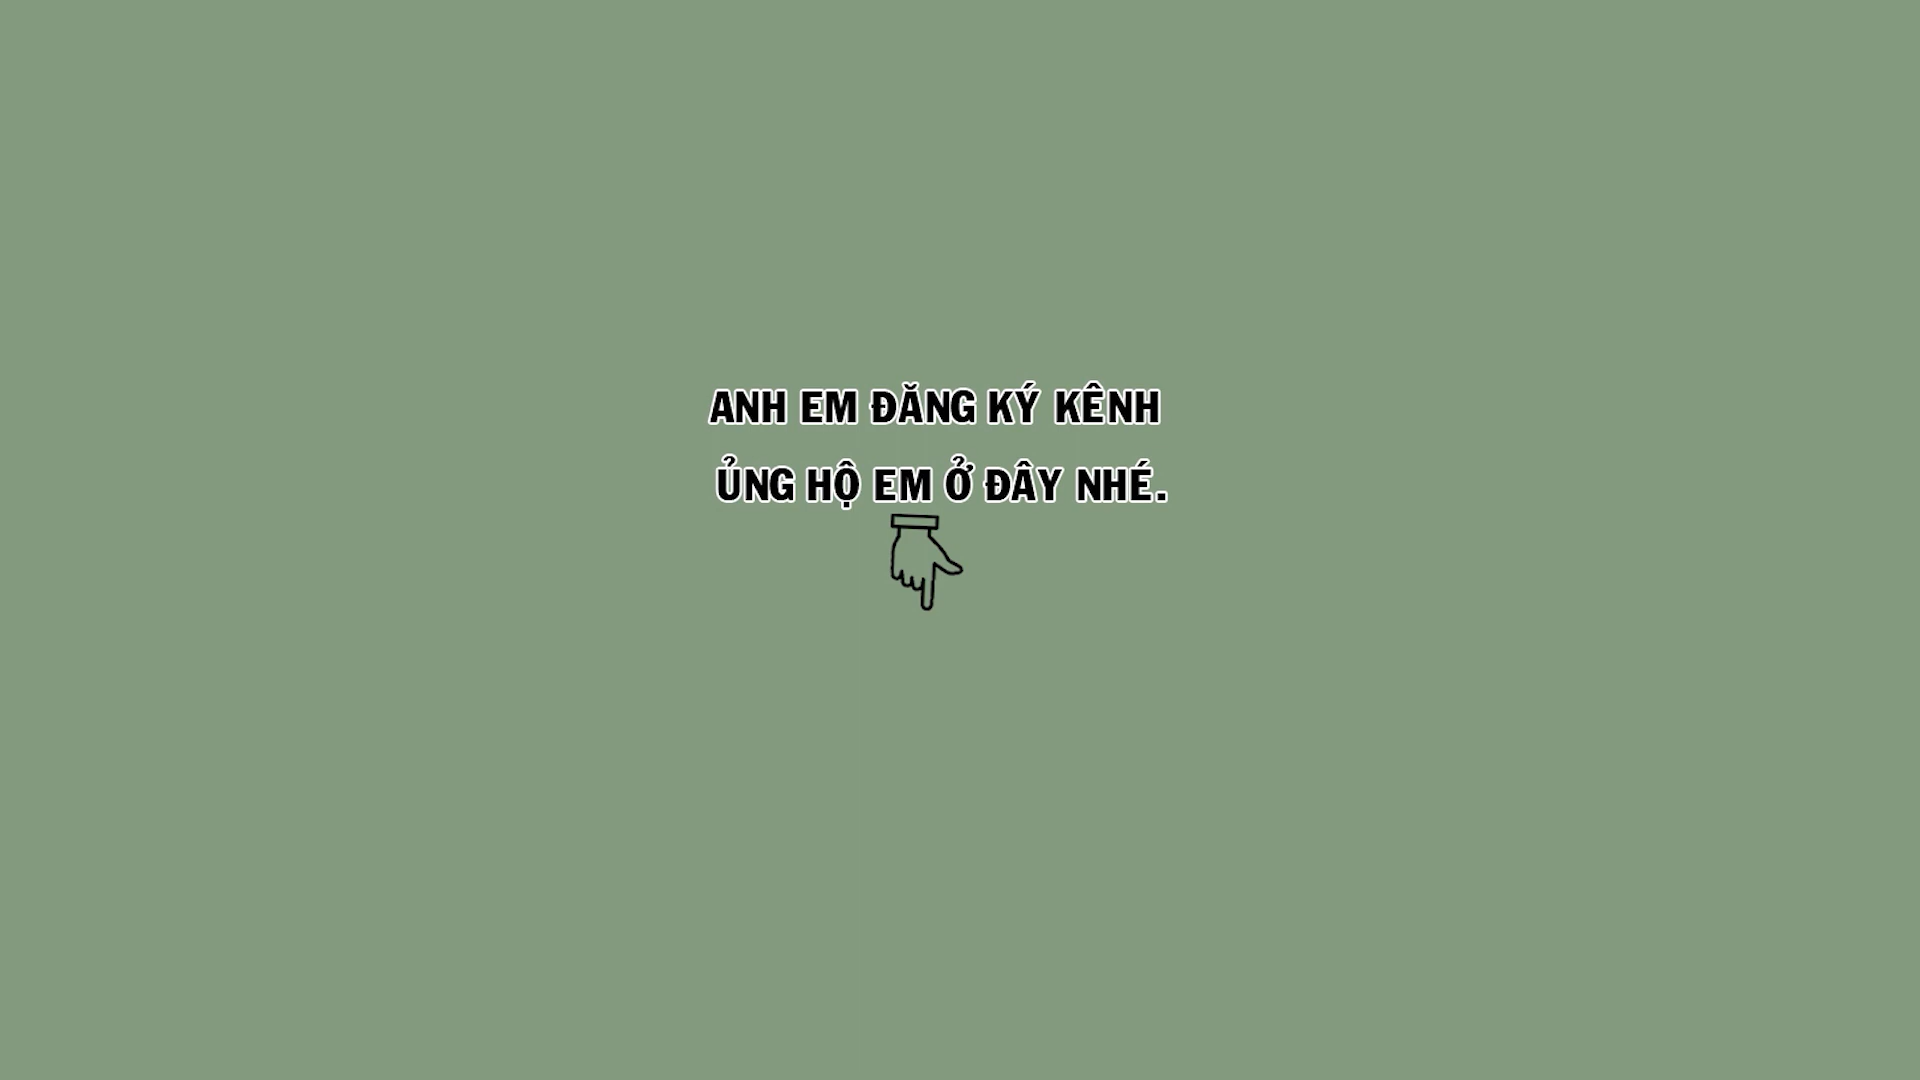 ANH EM ĐĂNG KÝ KÊNH
ỦNG HỘ EM Ở ĐÂY NHÉ.